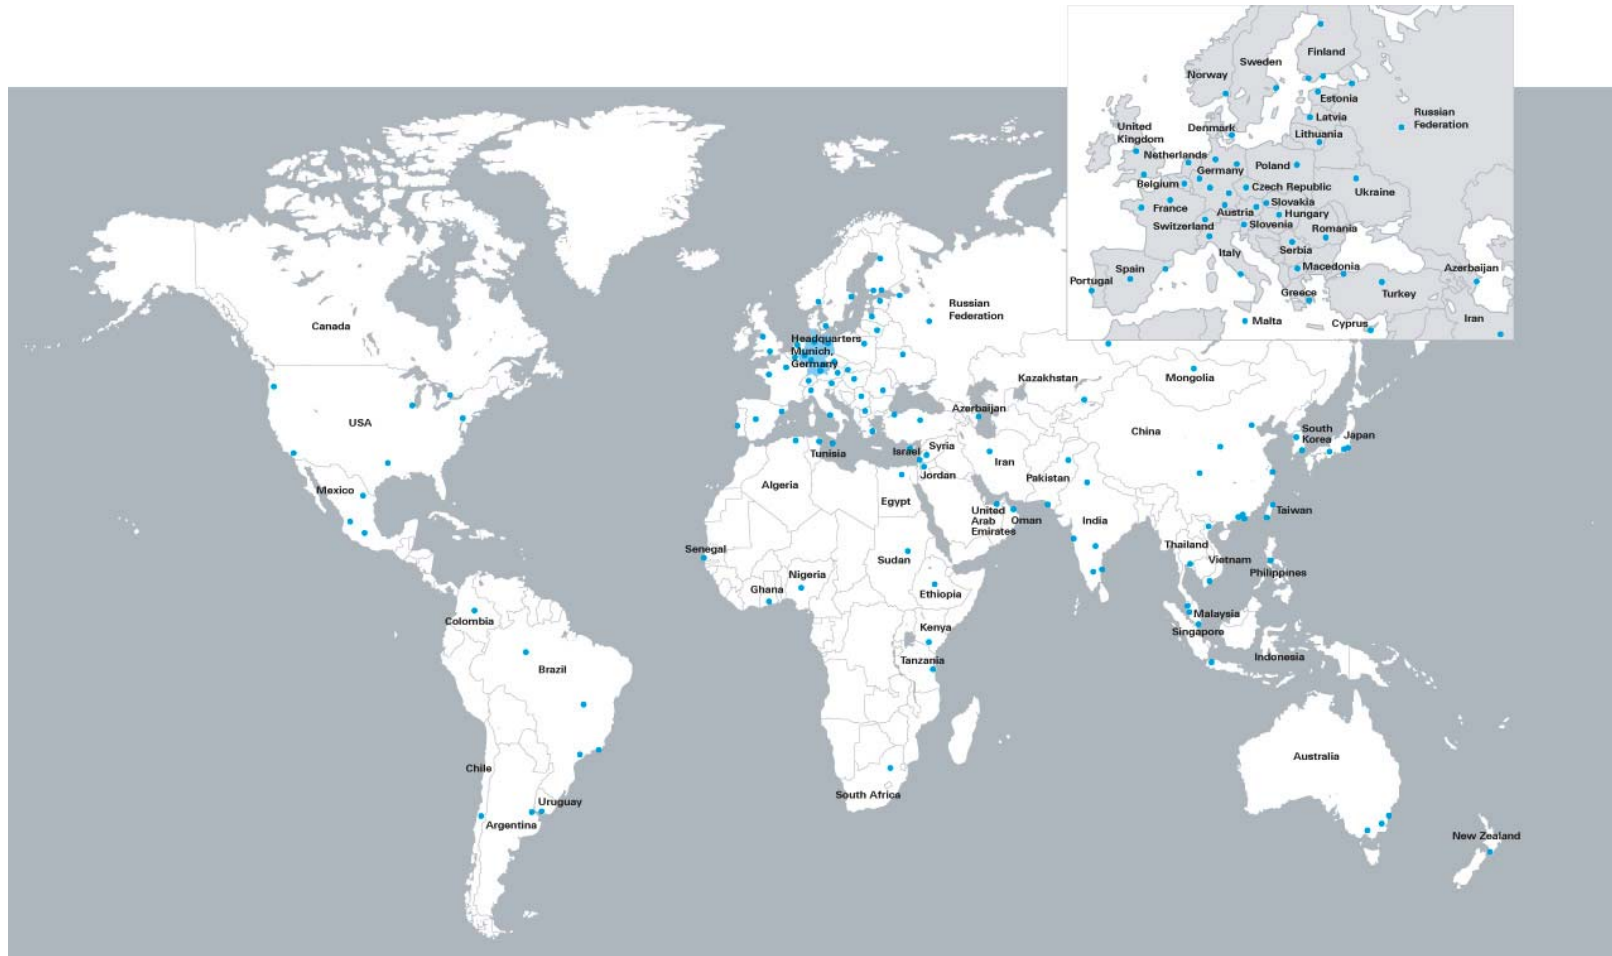 Finland
Sweden
Norway
Estonia
Russian
Federation
Latvia
Denmark
United
Kingdom
Lithuania
Netherlands
Poland
Germany
Belgium
Czech Republic
Ukraine
Slovakia
France
Austria
Hungary
Switzerland
Slovenia
Romania
Serbia
Italy
Macedonia
Azerbaijan
Spain
Portugal
Greece
Turkey
Iran
Malta
Cyprus
Russian
Federation
Canada
Headquarters
Munich,
Germany
Kazakhstan
Mongolia
Azerbaijan
USA
China
South
Korea
Japan
Syria
Israel
Tunisia
Iran
Jordan
Pakistan
Algeria
Mexico
Egypt
United
Arab
Emirates
Oman
India
Taiwan
Thailand
Senegal
Sudan
Vietnam
Philippines
Nigeria
Ghana
Ethiopia
Colombia
Malaysia
Kenya
Singapore
Indonesia
Tanzania
Brazil
Australia
Chile
South Africa
Uruguay
Argentina
New Zealand